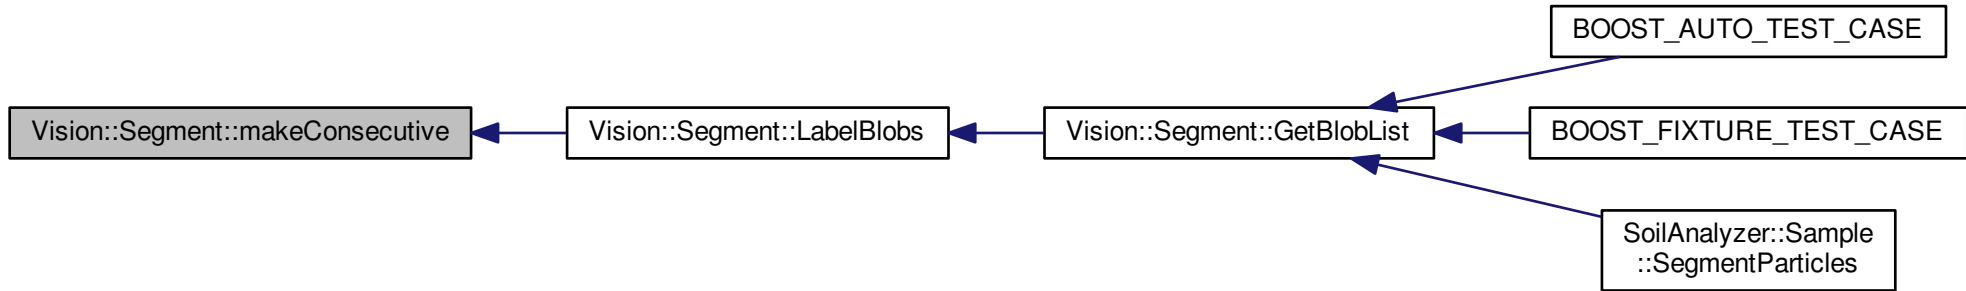 BOOST_AUTO_TEST_CASE
Vision::Segment::makeConsecutive
Vision::Segment::LabelBlobs
Vision::Segment::GetBlobList
BOOST_FIXTURE_TEST_CASE
SoilAnalyzer::Sample
::SegmentParticles